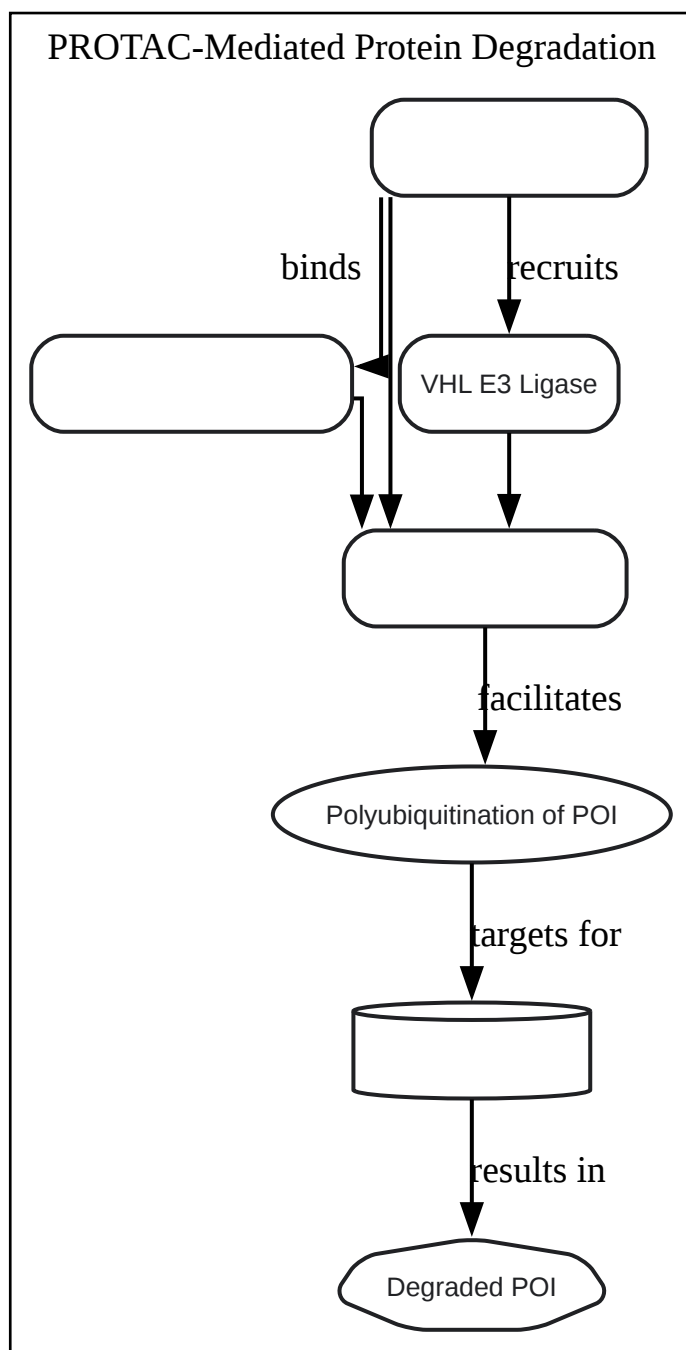 PROTAC-Mediated Protein Degradation
binds
recruits
VHL E3 Ligase
facilitates
Polyubiquitination of POI
targets for
results in
Degraded POI